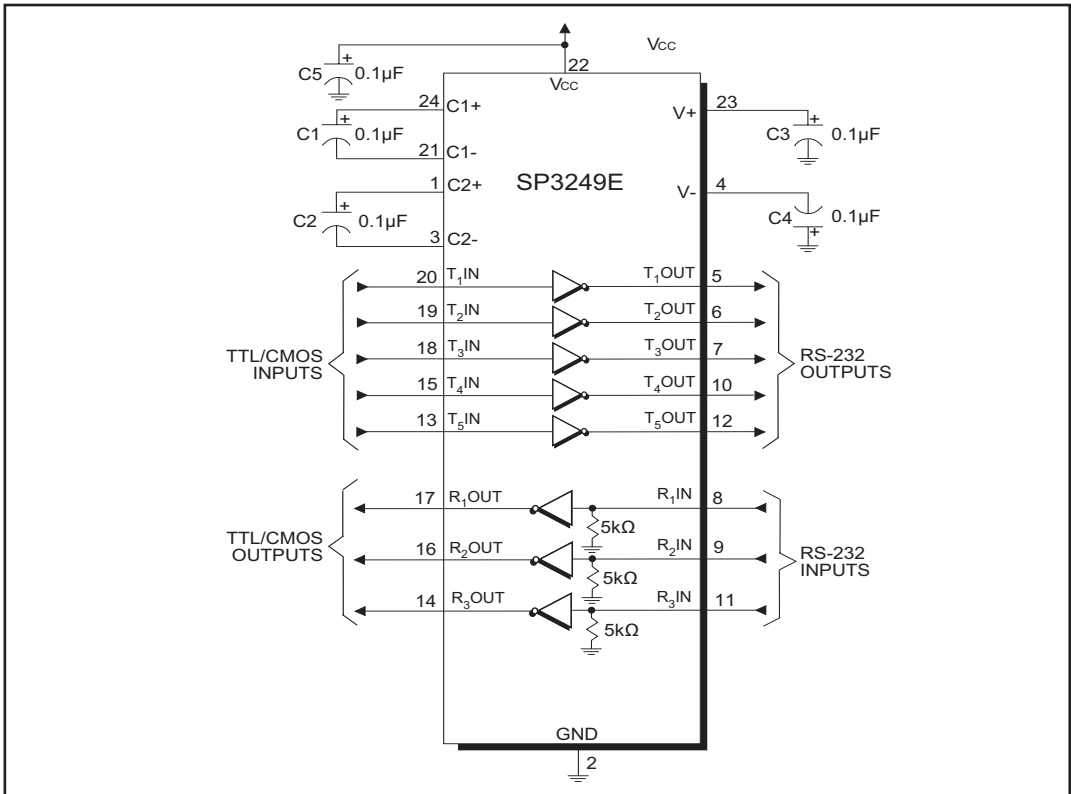 Vcc
22
Vcc
+
C5 0.1µF
24 C1+
+
C1 0.1µF
21 C1-
1 C2+
+
C2 0.1µF
3 C2-
SP3249E
V+ 23
+
C3 0.1µF
V- 4
C4 0.1µF
+
TTL/CMOS
INPUTS
20 T1IN T1OUT 5
19 T2IN T2OUT 6
18 T3IN T3OUT 7
15 T4IN T4OUT 10
13 T5IN T5OUT 12
RS-232
OUTPUTS
TTL/CMOS
OUTPUTS
17 R1OUT R1IN 8
5kΩ
16 R2OUT R2IN 9
5kΩ
14 R3OUT R3IN 11
5kΩ
RS-232
INPUTS
GND
2